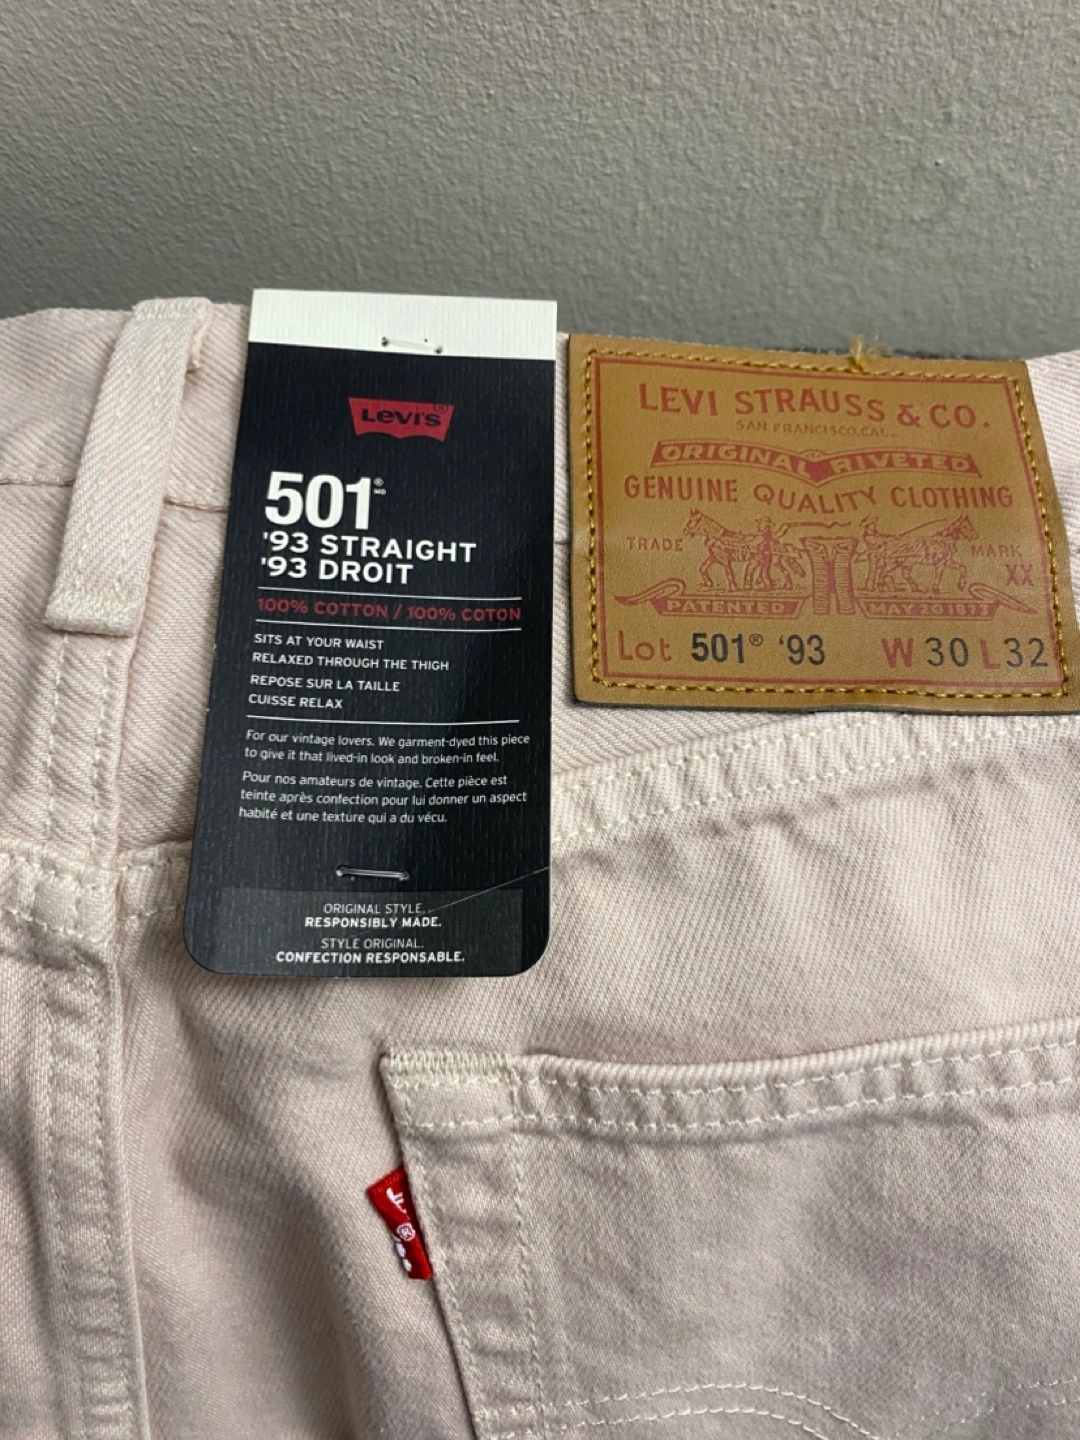 Levi's®
501® MD
'93 STRAIGHT
'93 DROIT
100% COTTON / 100% COTON
SITS AT YOUR WAIST
RELAXED THROUGH THE THIGH
REPOSE SUR LA TAILLE
CUISSE RELAX
For our vintage lovers. We garment-dyed this piece
to give it that lived-in look and broken-in feel.
Pour nos amateurs de vintage. Cette pièce est
teinte après confection pour lui donner un aspect
habité et une texture qui a du vécu.
ORIGINAL STYLE.
RESPONSIBLY MADE.
STYLE ORIGINAL.
CONFECTION RESPONSABLE.
LEVI STRAUSS & CO.
SAN FRANCISCO, CAL.
ORIGINAL RIVETED
GENUINE QUALITY CLOTHING
TRADE MARK
XX
PATENTED MAY 20 1873
Lot 501® '93 W 30 L 32